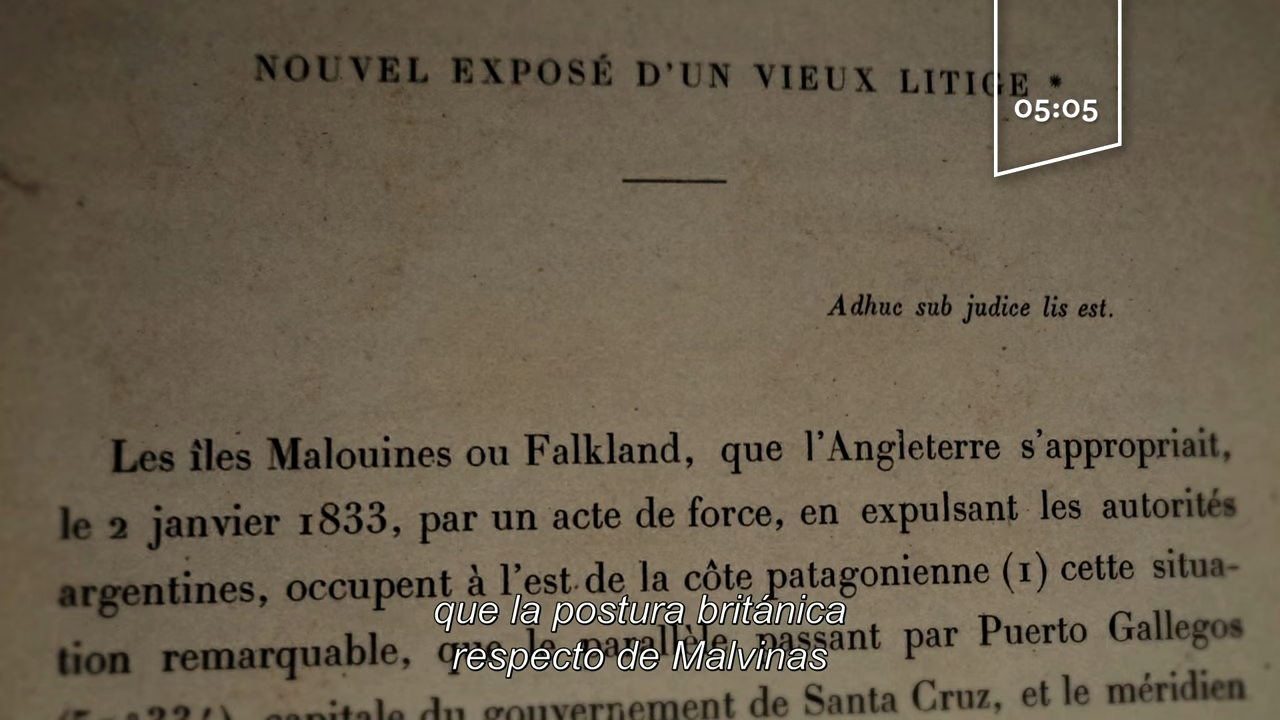 NOUVEL EXPOSÉ D'UN VIEUX LITIGE *
05:05
Adhuc sub judice lis est.
Les îles Malouines ou Falkland, que l'Angleterre s'appropriait,
le 2 janvier 1833, par un acte de force, en expulsant les autorités
argentines, occupent à l'est de la côte patagonienne (1) cette situa-
que la postura británica
tion remarquable, que le parallèle passant par Puerto Gallegos
respecto de Malvinas
capitale du gouvernement de Santa Cruz, et le méridien